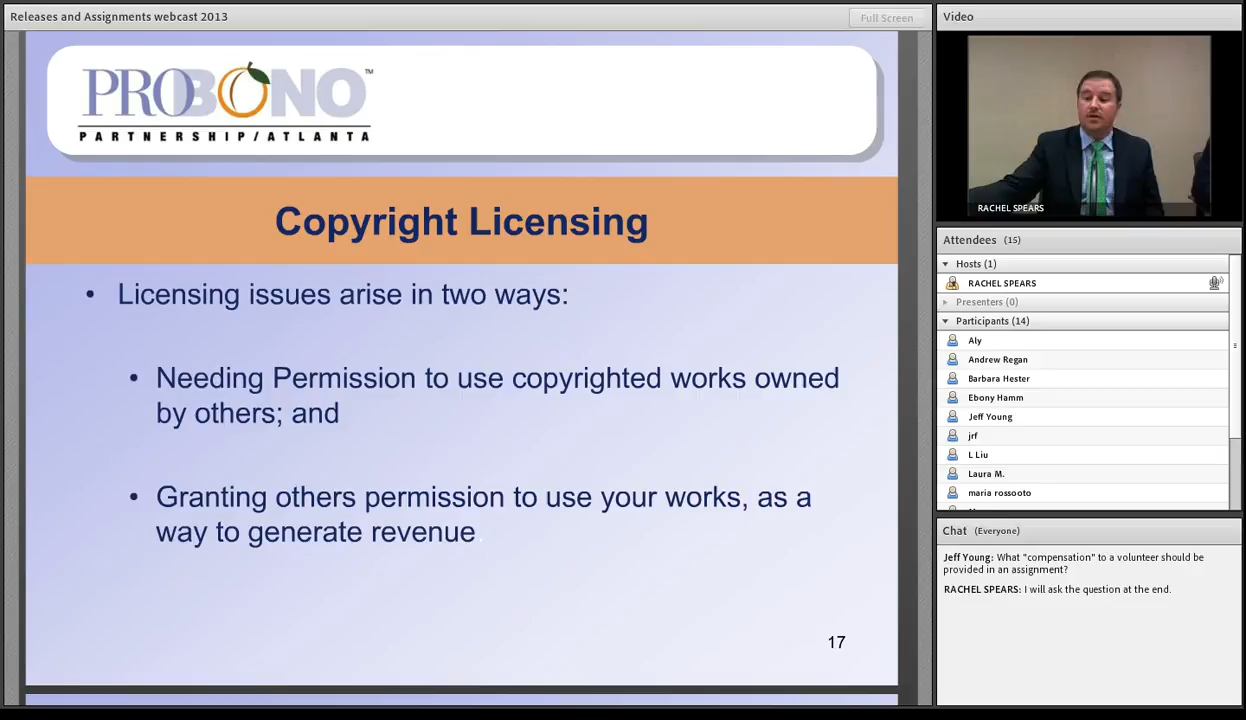 Releases and Assignments webcast 2013
Full Screen
PROBONO™
PARTNERSHIP/ATLANTA
Copyright Licensing
• Licensing issues arise in two ways:
• Needing Permission to use copyrighted works owned
by others; and
• Granting others permission to use your works, as a
way to generate revenue.
17
Video
RACHEL SPEARS
Attendees (15)
Hosts (1)
RACHEL SPEARS
Presenters (0)
Participants (14)
Aly
Andrew Regan
Barbara Hester
Ebony Hamm
Jeff Young
jrf
L Liu
Laura M.
maria rossooto
Chat (Everyone)
Jeff Young: What "compensation" to a volunteer should be
provided in an assignment?
RACHEL SPEARS: I will ask the question at the end.